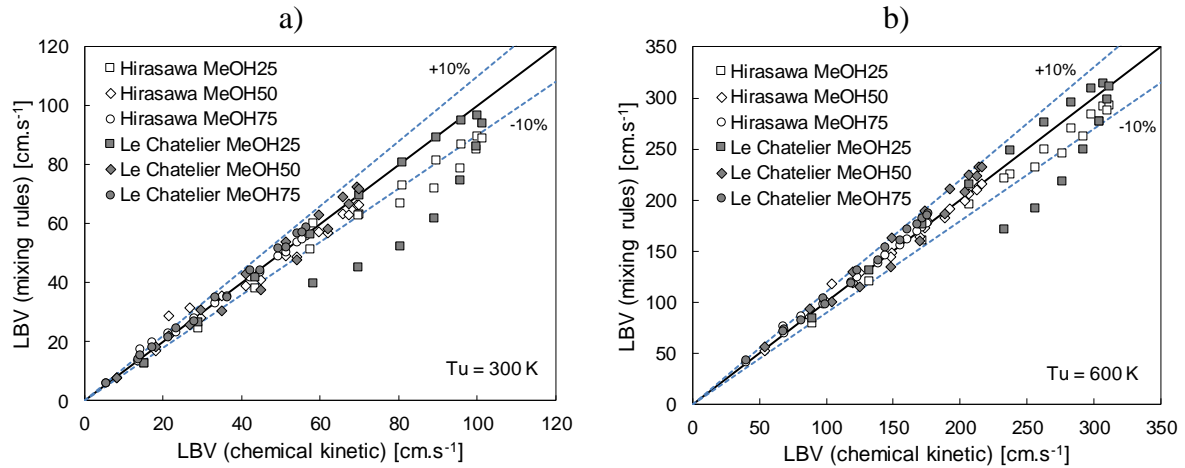 a)
120
100
80
60
40
20
0
0 20 40 60 80 100 120
LBV (mixing rules) [cm.s⁻¹]
LBV (chemical kinetic) [cm.s⁻¹]
Hirasawa MeOH25
Hirasawa MeOH50
Hirasawa MeOH75
Le Chatelier MeOH25
Le Chatelier MeOH50
Le Chatelier MeOH75
+10%
-10%
Tu = 300 K
b)
350
300
250
200
150
100
50
0
0 50 100 150 200 250 300 350
LBV (mixing rules) [cm.s⁻¹]
LBV (chemical kinetic) [cm.s⁻¹]
Hirasawa MeOH25
Hirasawa MeOH50
Hirasawa MeOH75
Le Chatelier MeOH25
Le Chatelier MeOH50
Le Chatelier MeOH75
+10%
-10%
Tu = 600 K